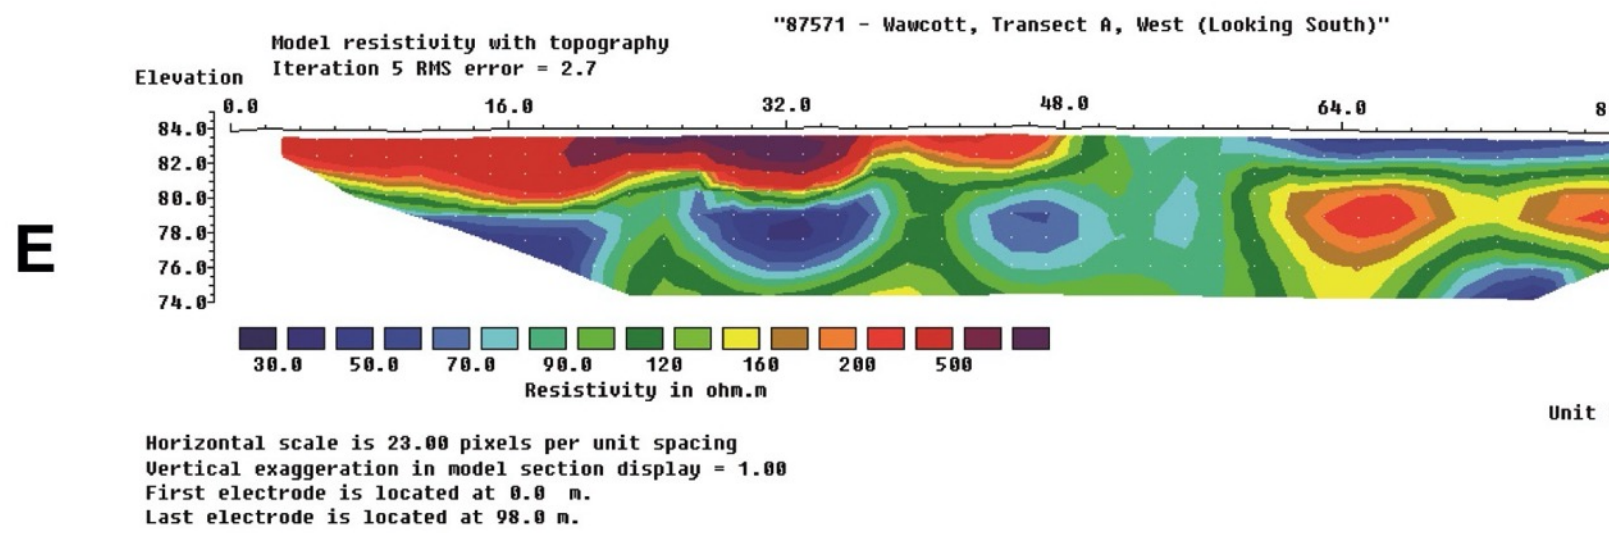 "87571 - Wawcott, Transect A, West (Looking South)"
Model resistivity with topography
Iteration 5 RMS error = 2.7
Elevation
0.0 16.0 32.0 48.0 64.0 8
84.0
82.0
80.0
78.0
E
76.0
74.0
30.0 50.0 70.0 90.0 120 160 200 500
Resistivity in ohm.m
Unit
Horizontal scale is 23.00 pixels per unit spacing
Vertical exaggeration in model section display = 1.00
First electrode is located at 0.0 m.
Last electrode is located at 98.0 m.